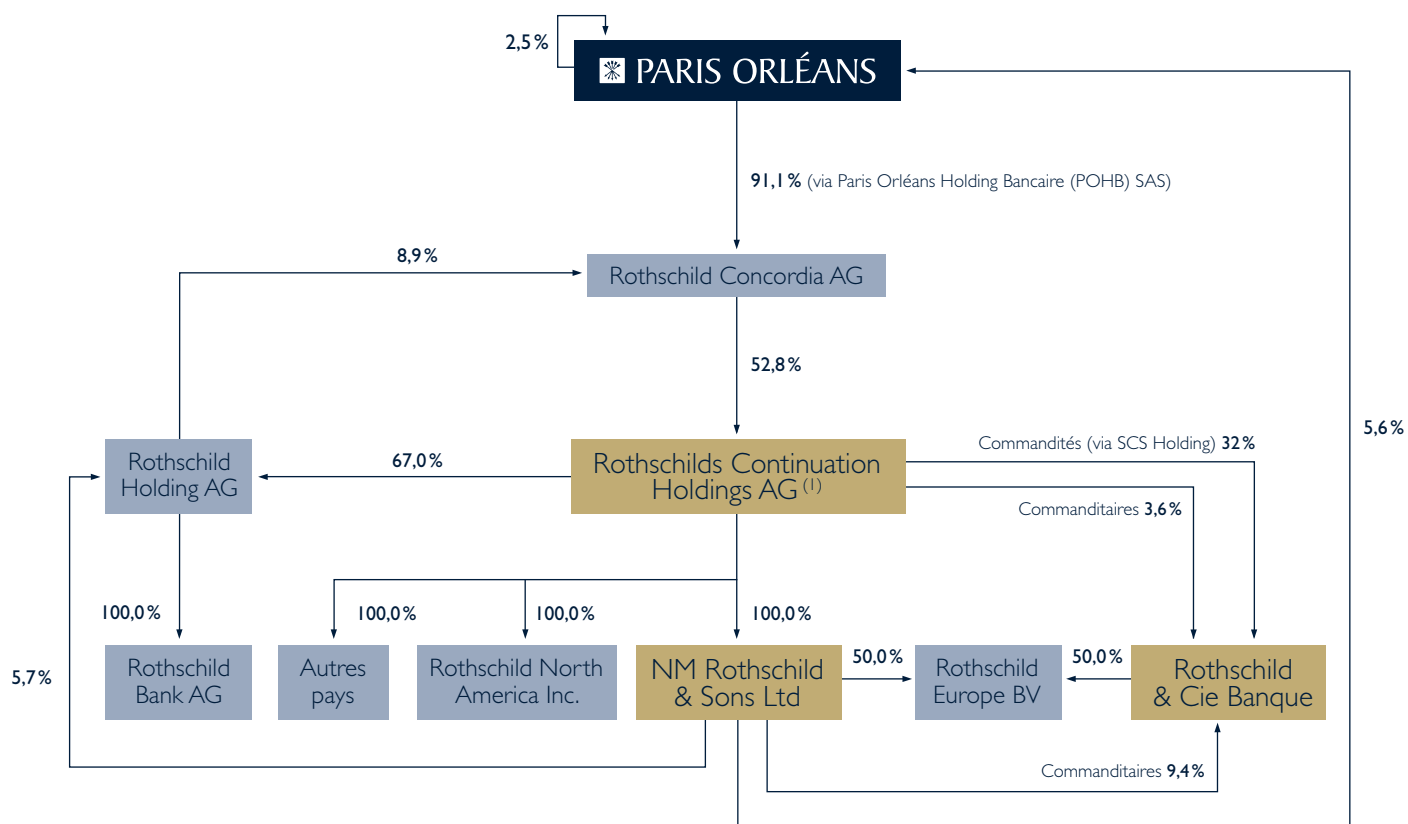 2,5 %
PARIS ORLÉANS
91,1 % (via Paris Orléans Holding Bancaire (POHB) SAS)
8,9 %
Rothschild Concordia AG
52,8 %
5,6 %
Rothschild
Holding AG
67,0 %
Rothschilds Continuation
Holdings AG (1)
Commandités (via SCS Holding) 32 %
Commanditaires 3,6 %
100,0 %
100,0 %
100,0 %
100,0 %
5,7 %
Rothschild
Bank AG
Autres
pays
Rothschild North
America Inc.
NM Rothschild
& Sons Ltd
50,0 %
Rothschild
Europe BV
50,0 %
Rothschild
& Cie Banque
Commanditaires 9,4 %